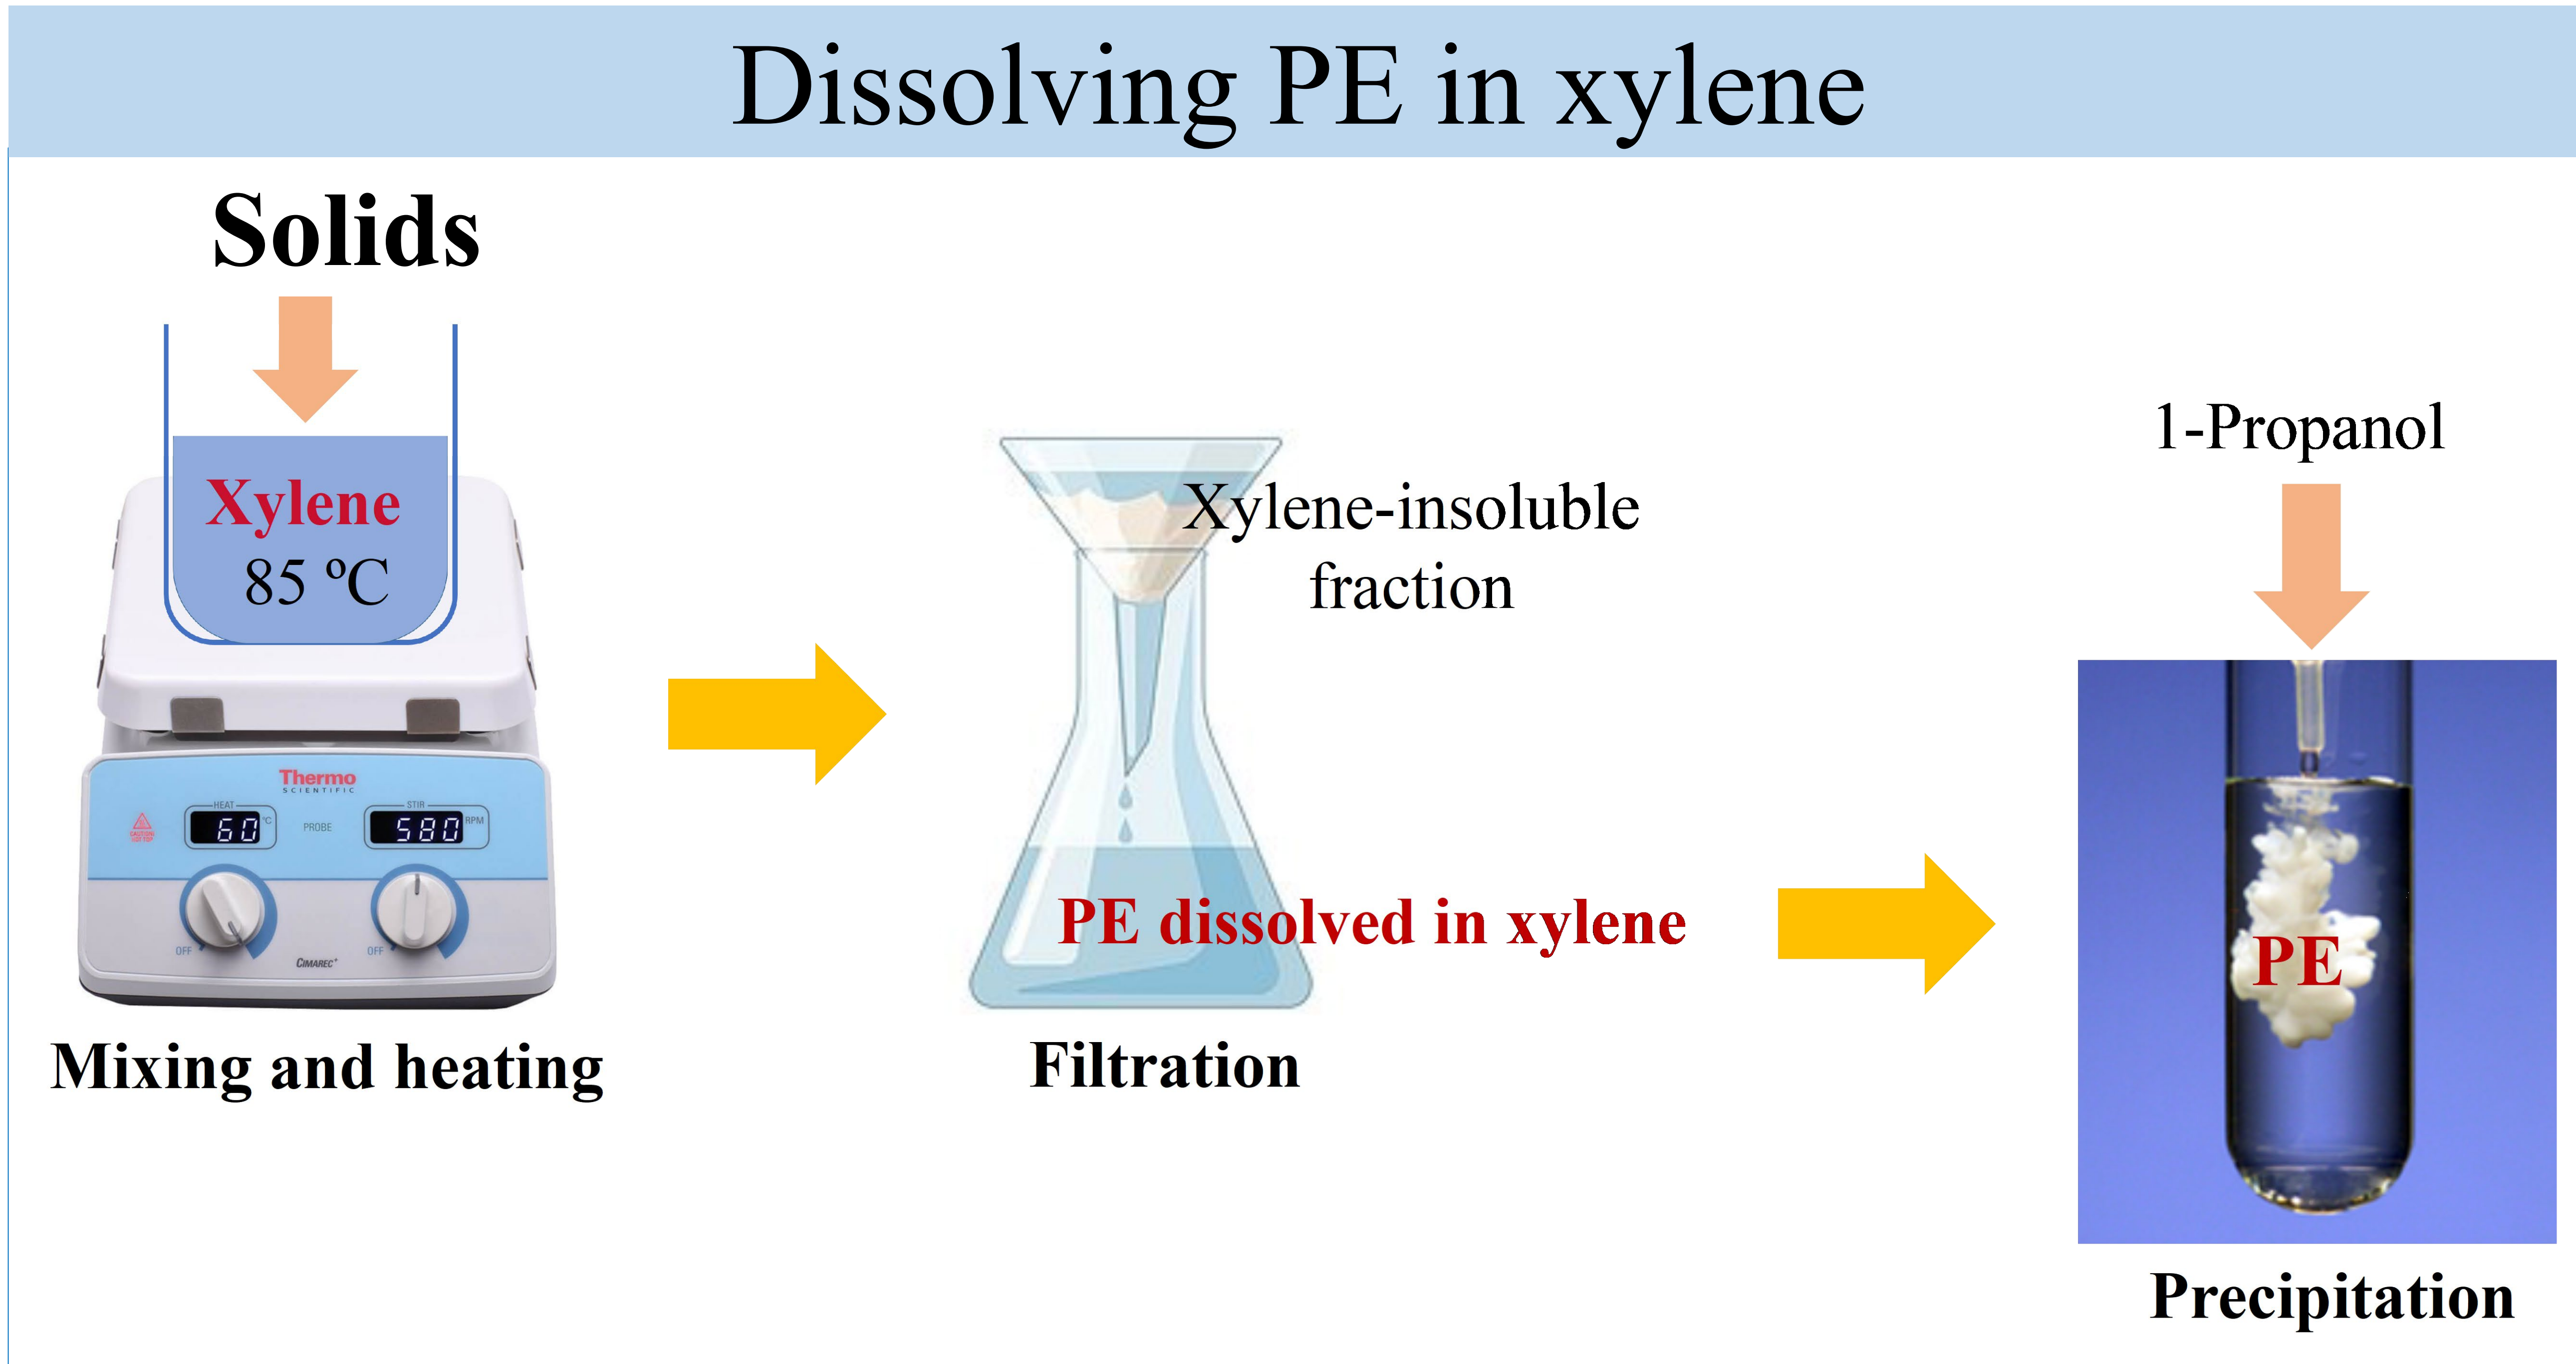 Dissolving PE in xylene
Solids
Xylene
85 ºC
Thermo
SCIENTIFIC
HEAT
60 °C
PROBE
STIR
580 RPM
OFF
OFF
CIMAREC+
Mixing and heating
Xylene-insoluble
fraction
PE dissolved in xylene
Filtration
1-Propanol
PE
Precipitation